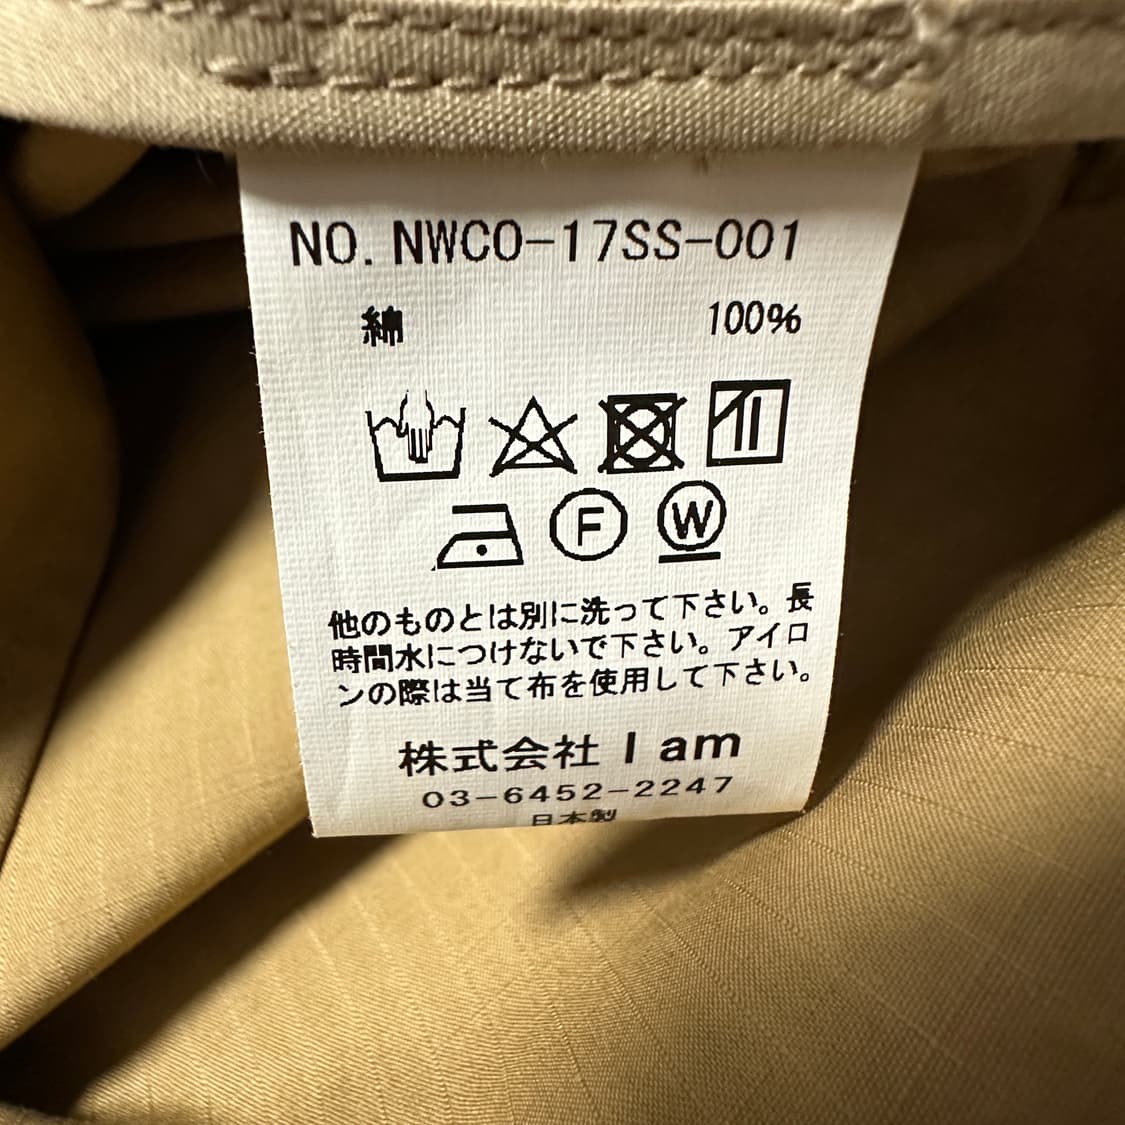 NO. NWCO-17SS-001
綿 100%
F W
他のものとは別に洗って下さい。長
時間水につけないで下さい。アイロ
ンの際は当て布を使用して下さい。
株式会社 I am
03-6452-2247
日本製